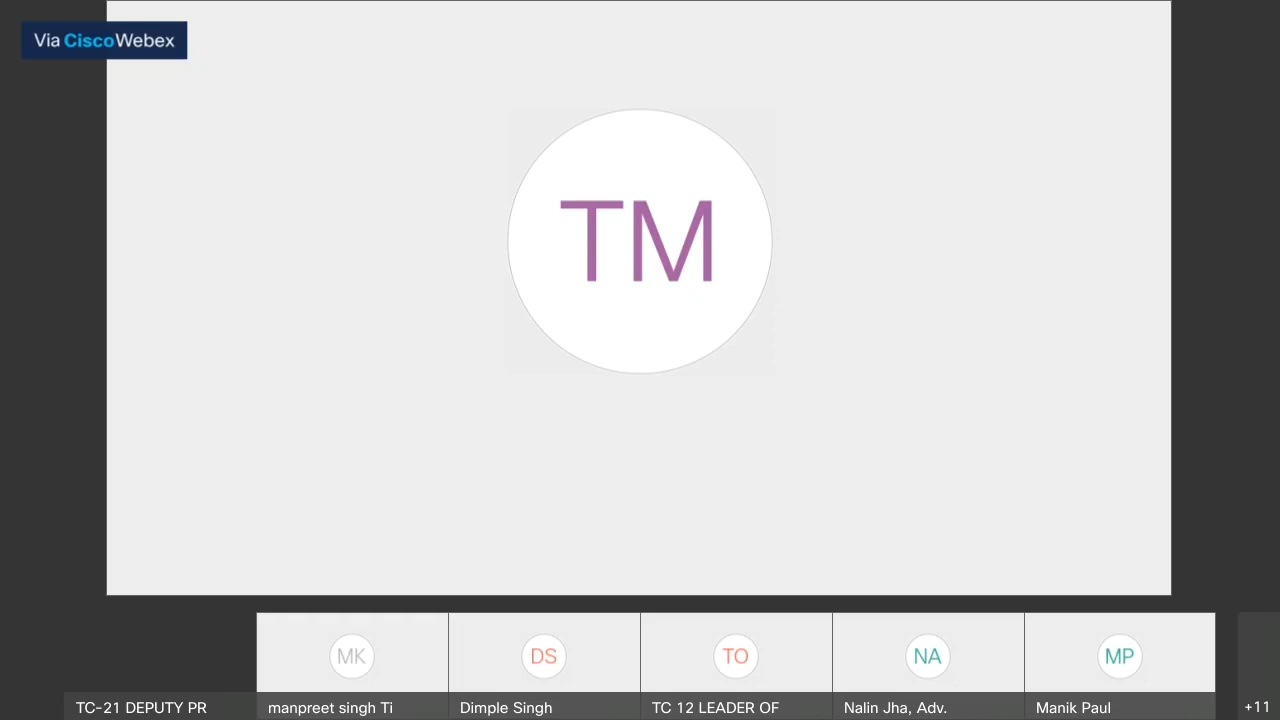 Via CiscoWebex
TM
MK
DS
TO
NA
MP
TC-21 DEPUTY PR
manpreet singh Ti
Dimple Singh
TC 12 LEADER OF
Nalin Jha, Adv.
Manik Paul
+11